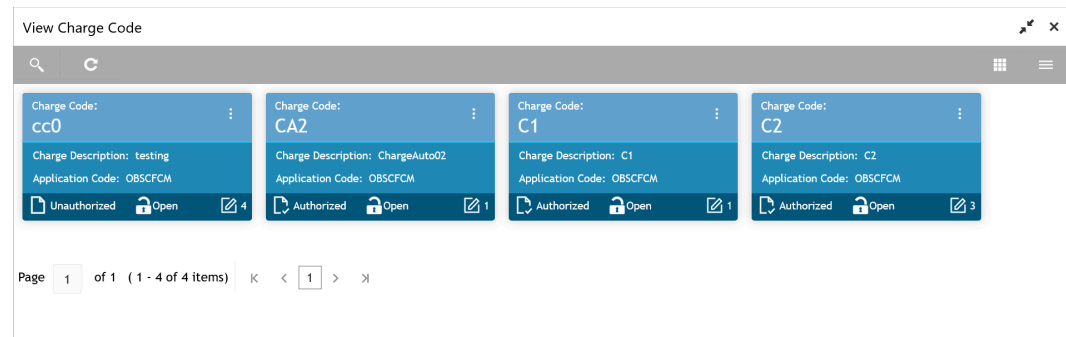 View Charge Code
Charge Code:
cc0
Charge Description: testing
Application Code: OBSCFCM
Unauthorized Open 4
Charge Code:
CA2
Charge Description: ChargeAuto02
Application Code: OBSCFCM
Authorized Open 1
Charge Code:
C1
Charge Description: C1
Application Code: OBSCFCM
Authorized Open 1
Charge Code:
C2
Charge Description: C2
Application Code: OBSCFCM
Authorized Open 3
Page 1 of 1 ( 1 - 4 of 4 items) 1